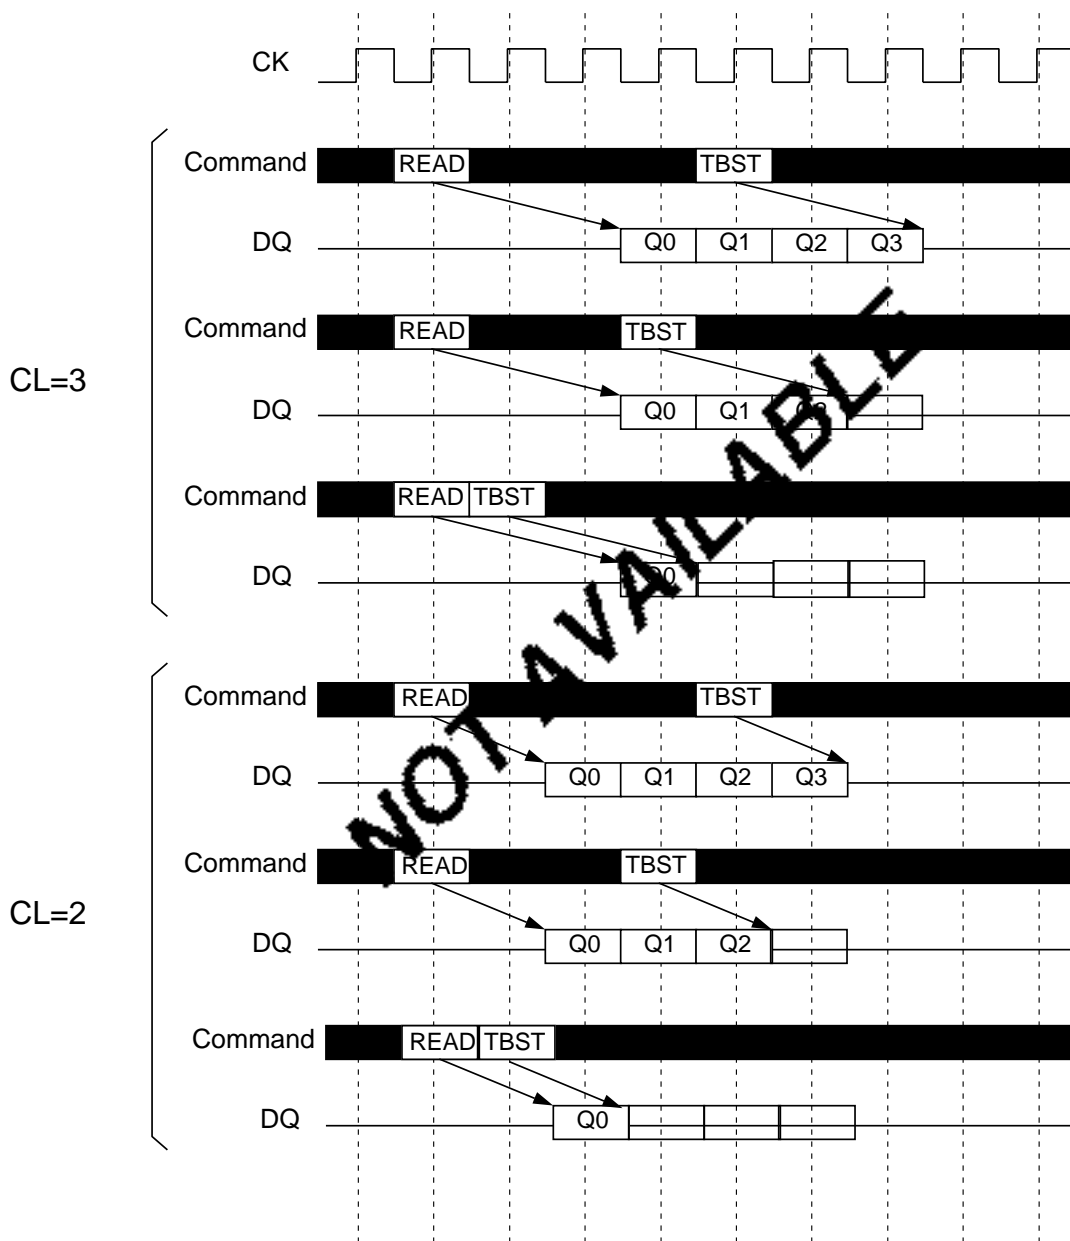 CK
Command READ TBST
DQ Q0 Q1 Q2 Q3
Command READ TBST
DQ Q0 Q1 Q2
CL=3
Command READ TBST
DQ Q0
NOT AVAILABLE
Command READ TBST
DQ Q0 Q1 Q2 Q3
Command READ TBST
CL=2
DQ Q0 Q1 Q2
Command READ TBST
DQ Q0